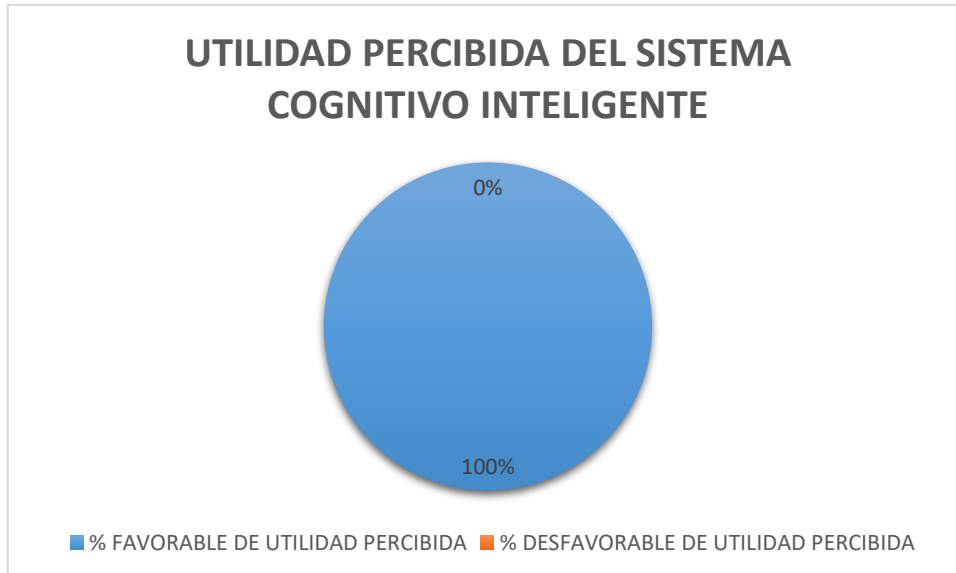 UTILIDAD PERCIBIDA DEL SISTEMA
COGNITIVO INTELIGENTE
0%
100%
% FAVORABLE DE UTILIDAD PERCIBIDA % DESFAVORABLE DE UTILIDAD PERCIBIDA